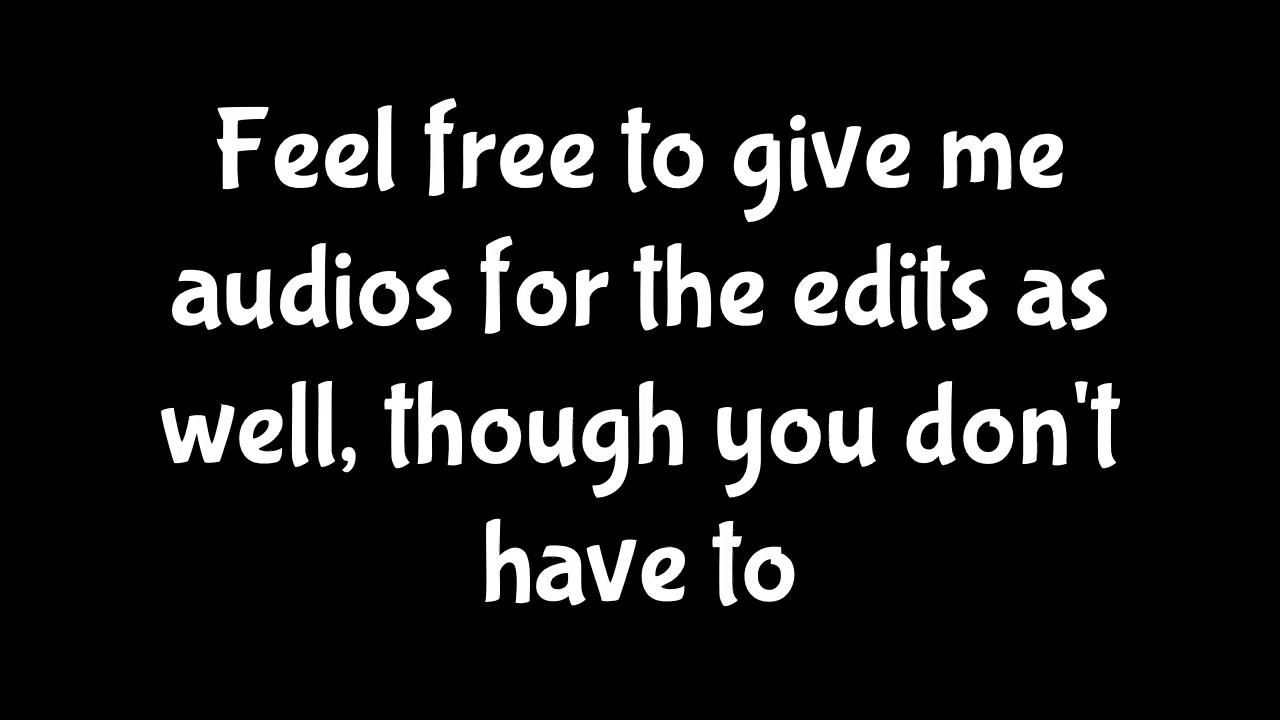 Feel free to give me
audios for the edits as
well, though you don't
have to